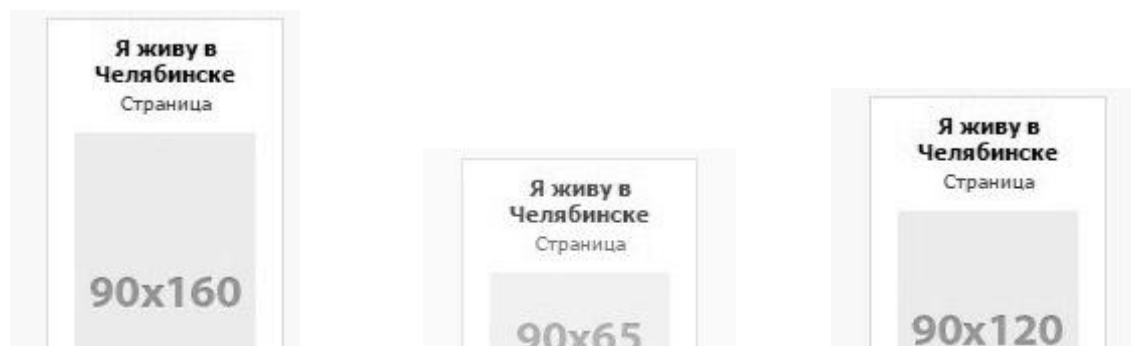 Я живу в
Челябинске
Страница
90x160
Я живу в
Челябинске
Страница
90x65
Я живу в
Челябинске
Страница
90x120